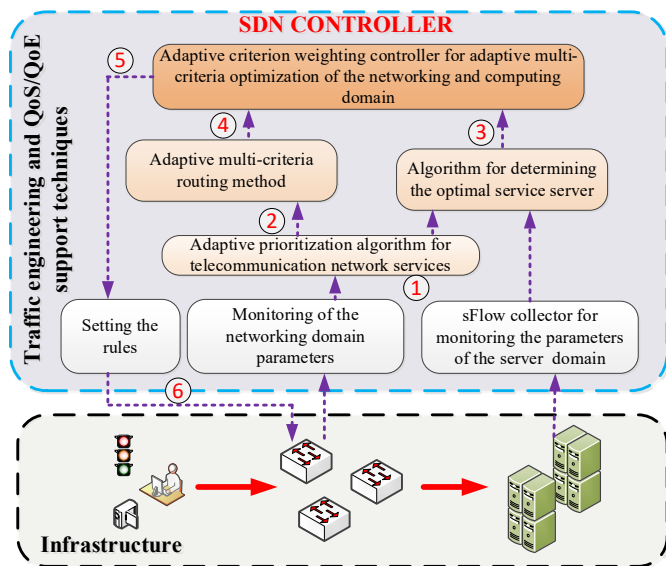 SDN CONTROLLER
Traffic engineering and QoS/QoE
support techniques
5
Adaptive criterion weighting controller for adaptive multi-
criteria optimization of the networking and computing
domain
4
3
Adaptive multi-criteria
routing method
Algorithm for determining
the optimal service server
2
Adaptive prioritization algorithm for
telecommunication network services
1
Setting the
rules
Monitoring of the
networking domain
parameters
sFlow collector for
monitoring the parameters
of the server domain
6
Infrastructure